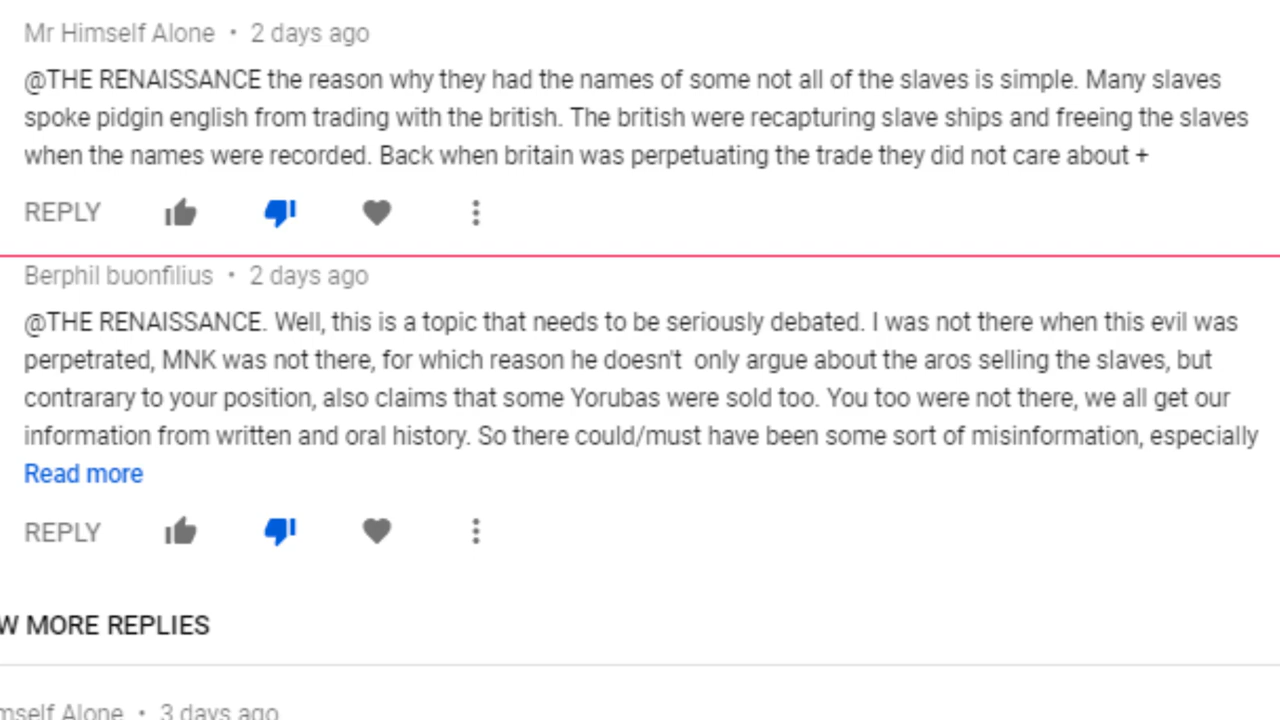 Mr Himself Alone • 2 days ago
@THE RENAISSANCE the reason why they had the names of some not all of the slaves is simple. Many slaves
spoke pidgin english from trading with the british. The british were recapturing slave ships and freeing the slaves
when the names were recorded. Back when britain was perpetuating the trade they did not care about +
REPLY
Berphil buonfilius • 2 days ago
@THE RENAISSANCE. Well, this is a topic that needs to be seriously debated. I was not there when this evil was
perpetrated, MNK was not there, for which reason he doesn't only argue about the aros selling the slaves, but
contrarary to your position, also claims that some Yorubas were sold too. You too were not there, we all get our
information from written and oral history. So there could/must have been some sort of misinformation, especially
Read more
REPLY
W MORE REPLIES
mself Alone • 3 days ago